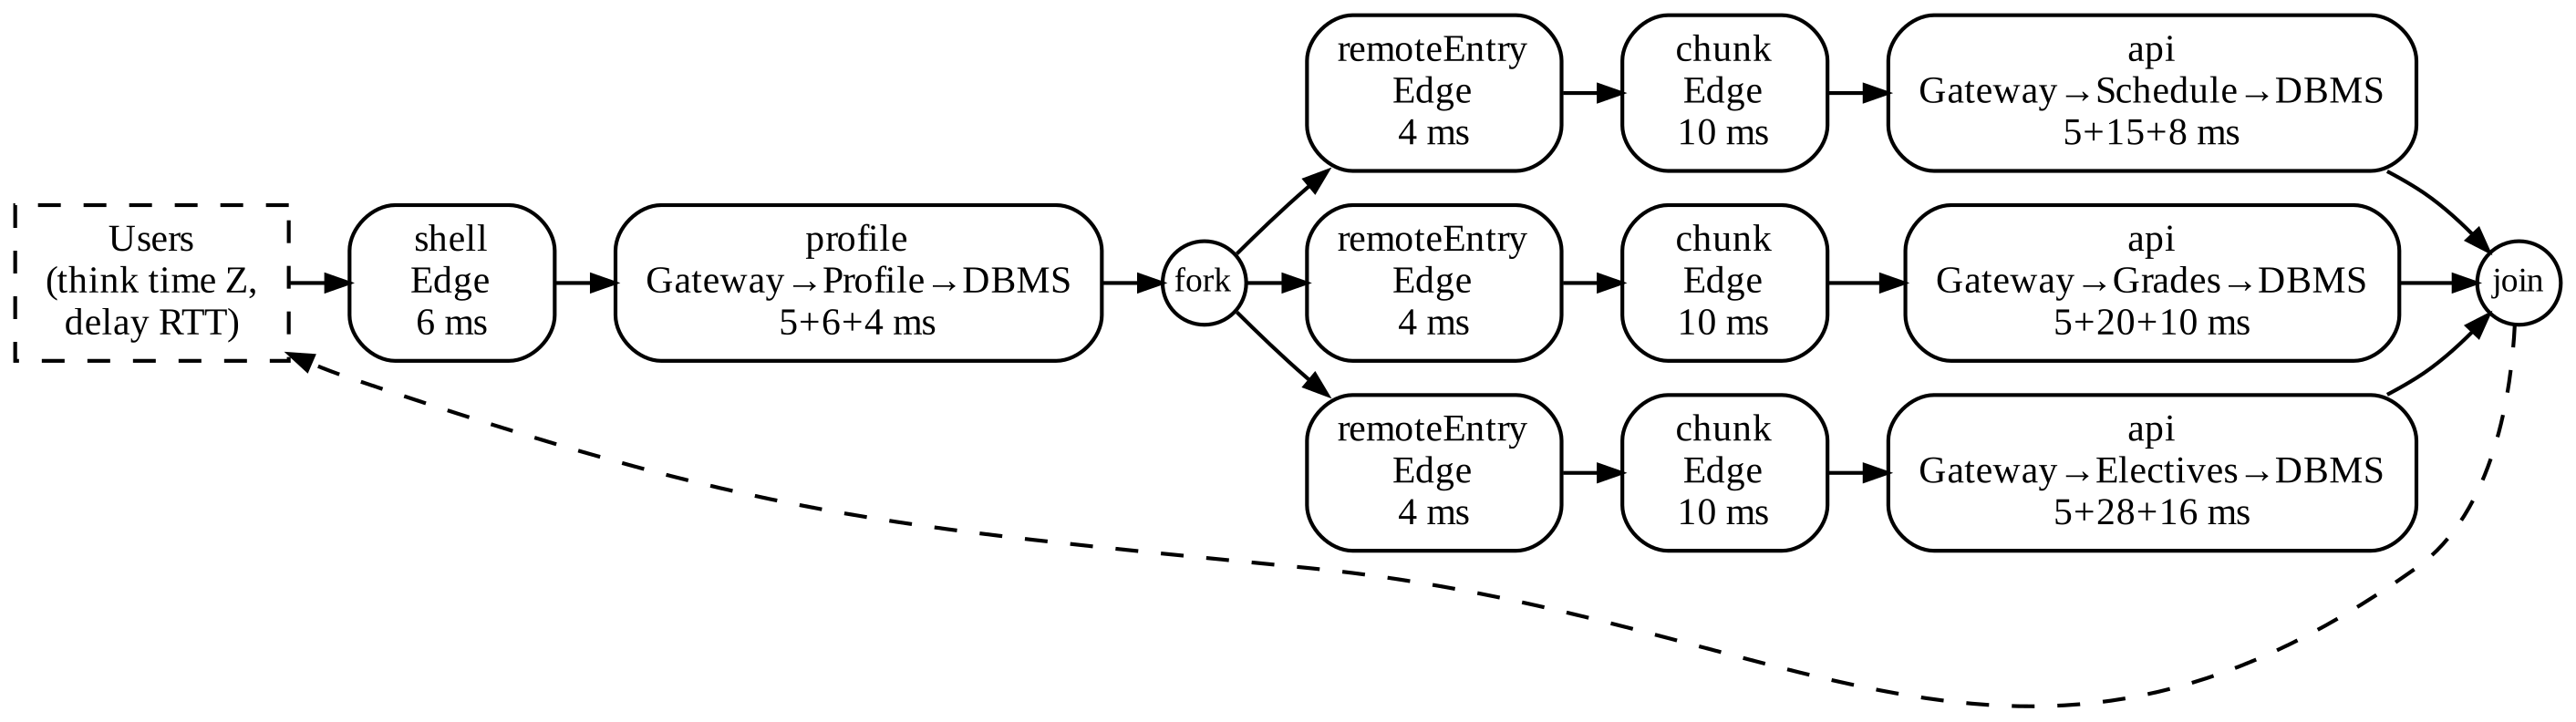 Users
(think time Z,
delay RTT)
shell
Edge
6 ms
profile
Gateway→Profile→DBMS
5+6+4 ms
fork
remoteEntry
Edge
4 ms
chunk
Edge
10 ms
api
Gateway→Schedule→DBMS
5+15+8 ms
remoteEntry
Edge
4 ms
chunk
Edge
10 ms
api
Gateway→Grades→DBMS
5+20+10 ms
remoteEntry
Edge
4 ms
chunk
Edge
10 ms
api
Gateway→Electives→DBMS
5+28+16 ms
join